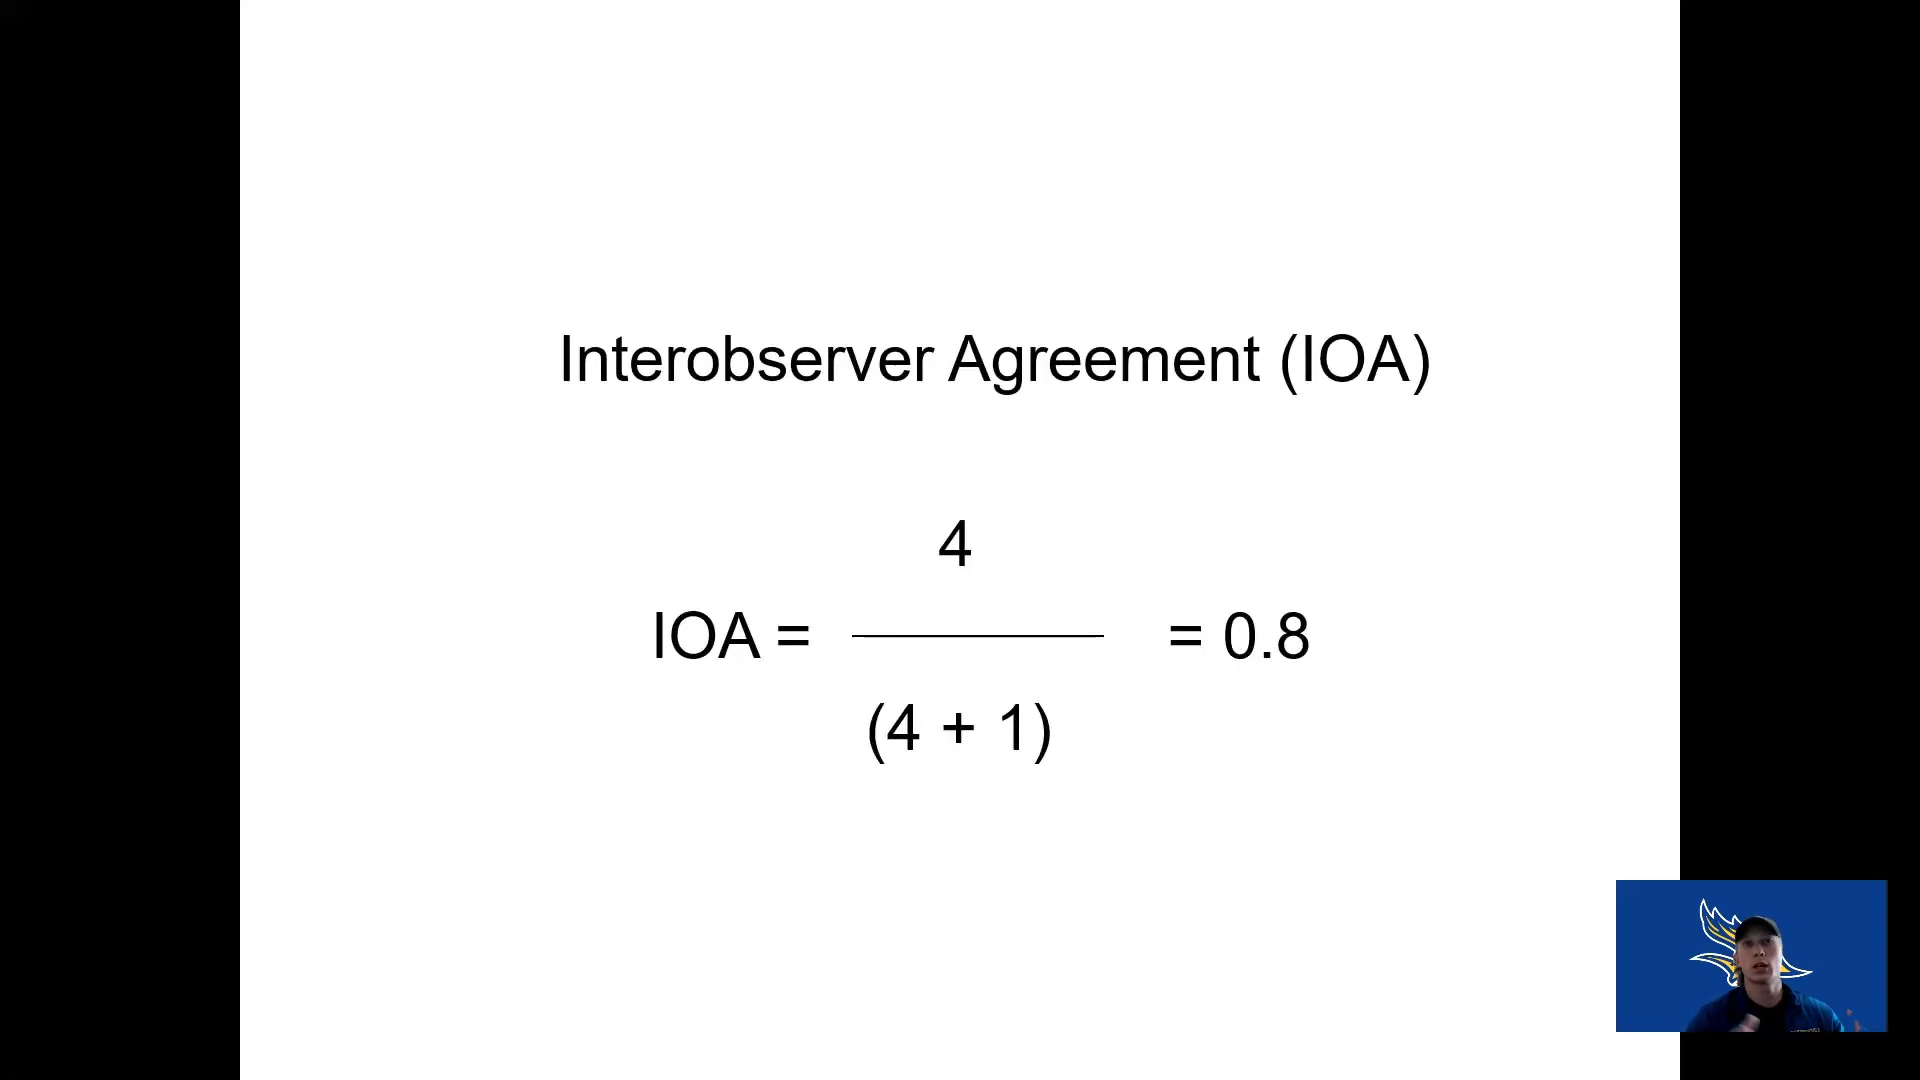 Interobserver Agreement (IOA)
4
IOA = = 0.8
(4 + 1)